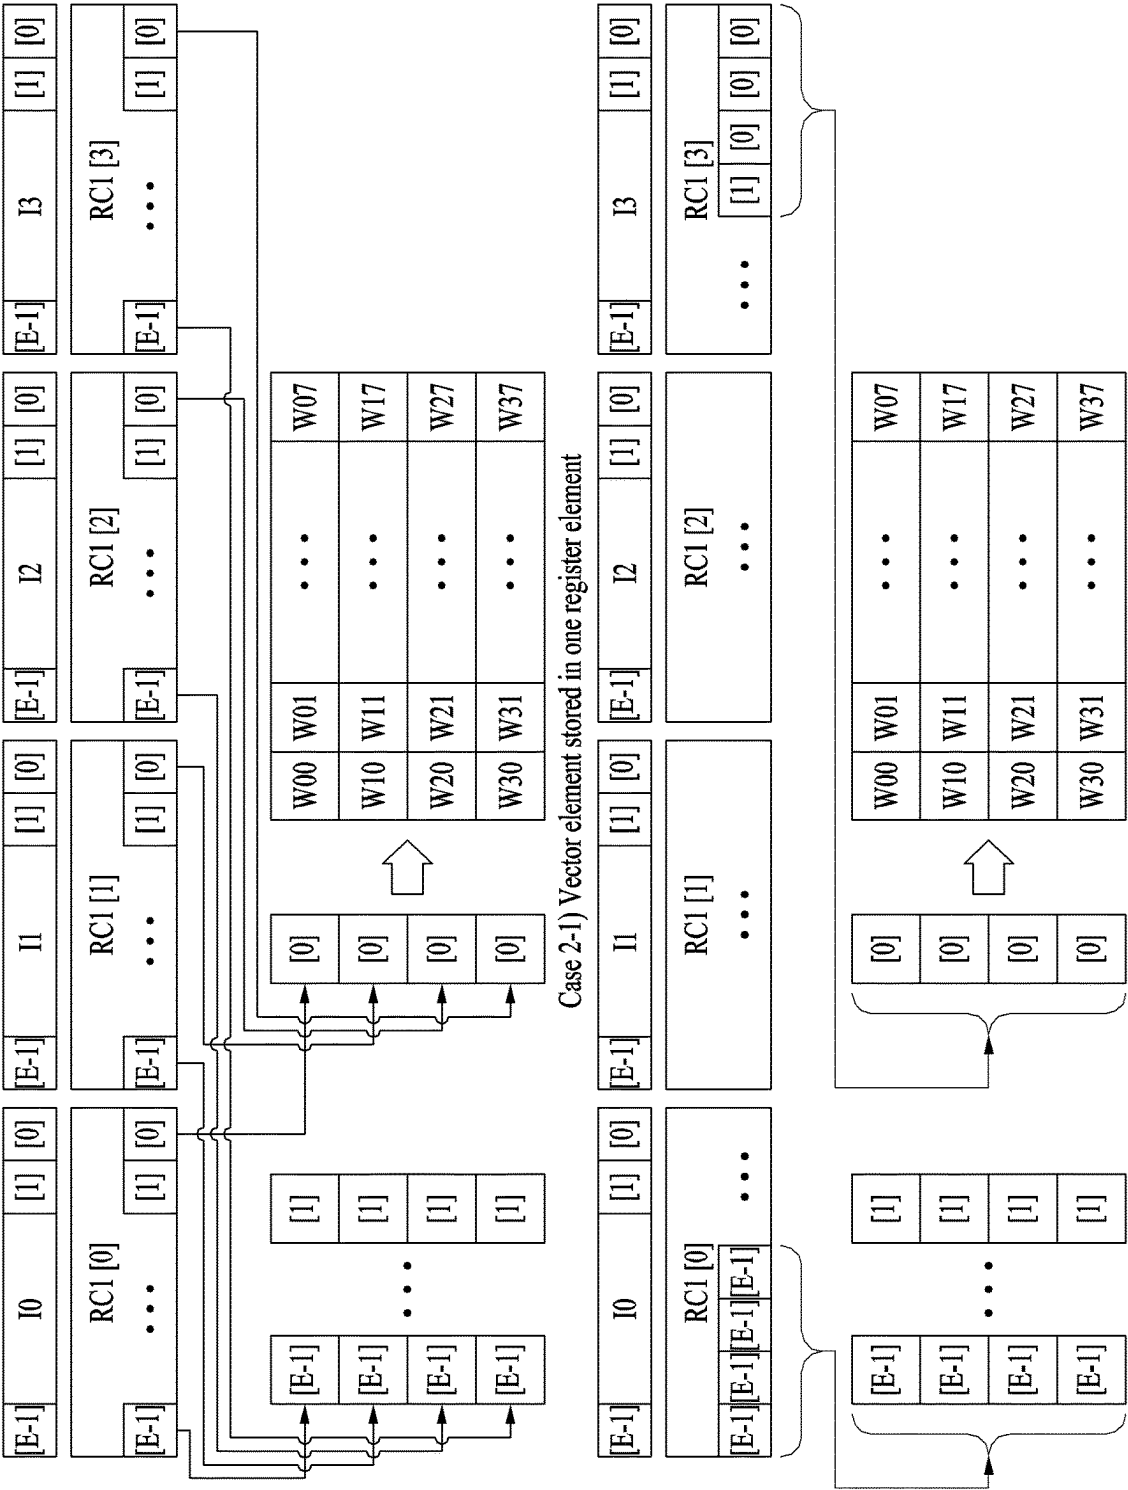 [E-1] I0 [1] [0] [E-1] I1 [1] [0] [E-1] I2 [1] [0] [E-1] I3 [1] [0]
RC1 [0] RC1 [1] RC1 [2] RC1 [3]
[E-1] ••• [1] [0] [E-1] ••• [1] [0] [E-1] ••• [1] [0] [E-1] ••• [1] [0]
[E-1] [1] [0] W00 W01 ••• W07
[E-1] [1] [0] W10 W11 ••• W17
•••
[E-1] [1] [0] W20 W21 ••• W27
[E-1] [1] [0] W30 W31 ••• W37
Case 2-1) Vector element stored in one register element
[E-1] I0 [1] [0] [E-1] I1 [1] [0] [E-1] I2 [1] [0] [E-1] I3 [1] [0]
RC1 [0] RC1 [1] RC1 [2] RC1 [3]
[E-1] [E-1] [E-1] [E-1] ••• ••• ••• ••• [1] [0] [0] [0]
[E-1] [1] [0] W00 W01 ••• W07
[E-1] [1] [0] W10 W11 ••• W17
•••
[E-1] [1] [0] W20 W21 ••• W27
[E-1] [1] [0] W30 W31 ••• W37